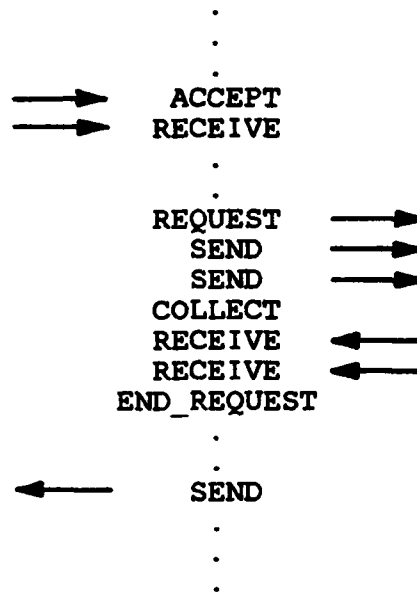 .
.
.
ACCEPT
RECEIVE
.
.
REQUEST
SEND
SEND
COLLECT
RECEIVE
RECEIVE
END_REQUEST
.
.
SEND
.
.
.